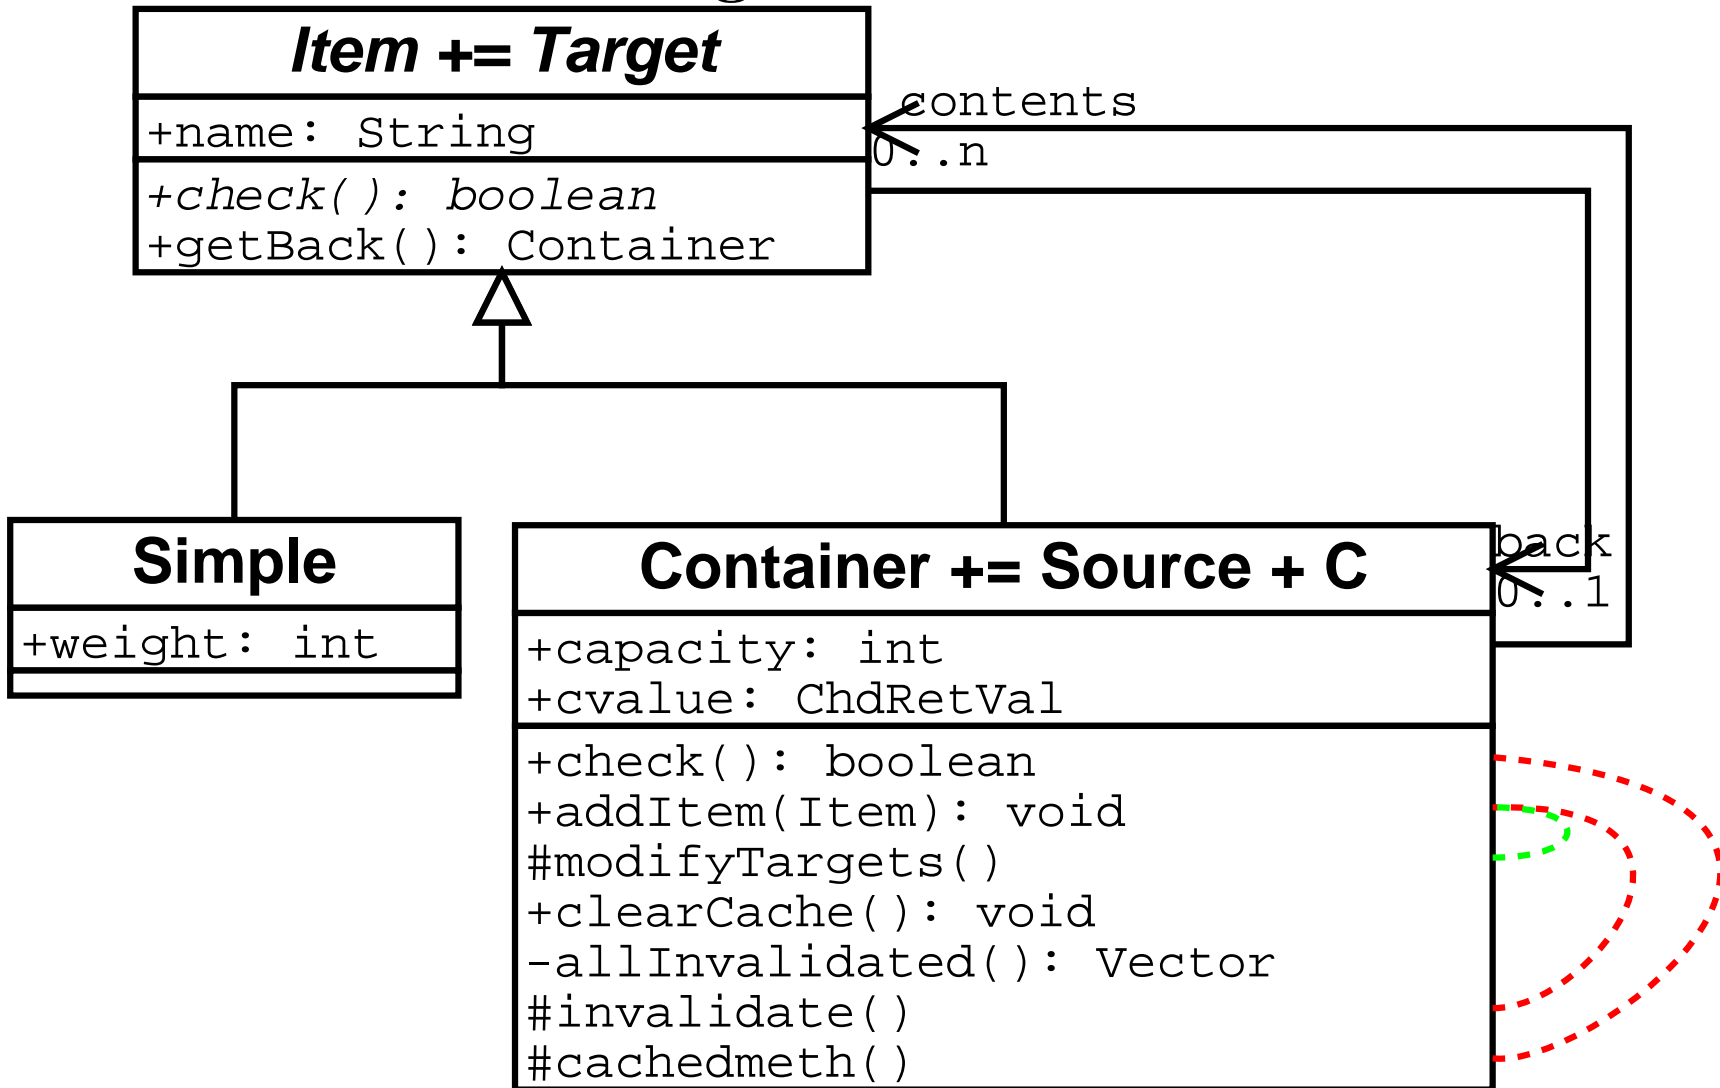 Item += Target
+name: String
+check(): boolean
+getBack(): Container
contents
0..n
Simple
+weight: int
Container += Source + C
+capacity: int
+cvalue: ChdRetVal
+check(): boolean
+addItem(Item): void
#modifyTargets()
+clearCache(): void
-allInvalidated(): Vector
#invalidate()
#cachedmeth()
back
0..1